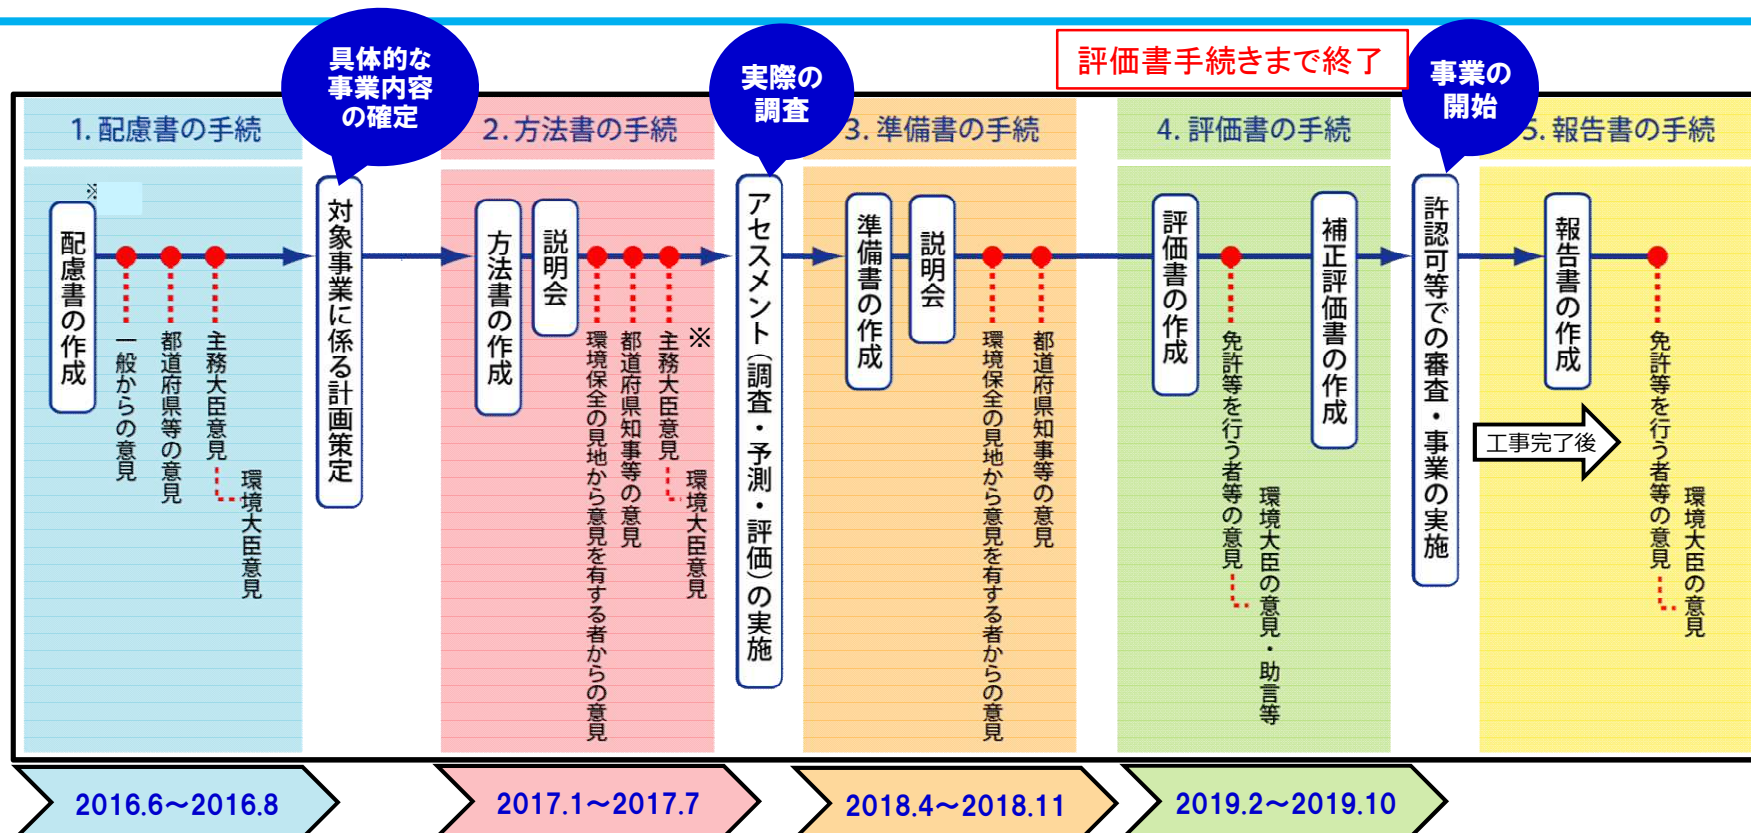 具体的な
事業内容
の確定
実際の
調査
評価書手続きまで終了
事業の
開始
1. 配慮書の手続
2. 方法書の手続
3. 準備書の手続
4. 評価書の手続
5. 報告書の手続
※
配慮書の作成
一般からの意見
都道府県等の意見
主務大臣意見
環境大臣意見
対象事業に係る計画策定
方法書の作成
説明会
環境保全の見地から意見を有する者からの意見
都道府県知事等の意見
主務大臣意見
※
環境大臣意見
アセスメント(調査・予測・評価)の実施
準備書の作成
説明会
環境保全の見地から意見を有する者からの意見
都道府県知事等の意見
評価書の作成
免許等を行う者等の意見
環境大臣の意見・助言等
補正評価書の作成
許認可等での審査・事業の実施
報告書の作成
工事完了後
免許等を行う者等の意見
環境大臣の意見
2016.6～2016.8
2017.1～2017.7
2018.4～2018.11
2019.2～2019.10